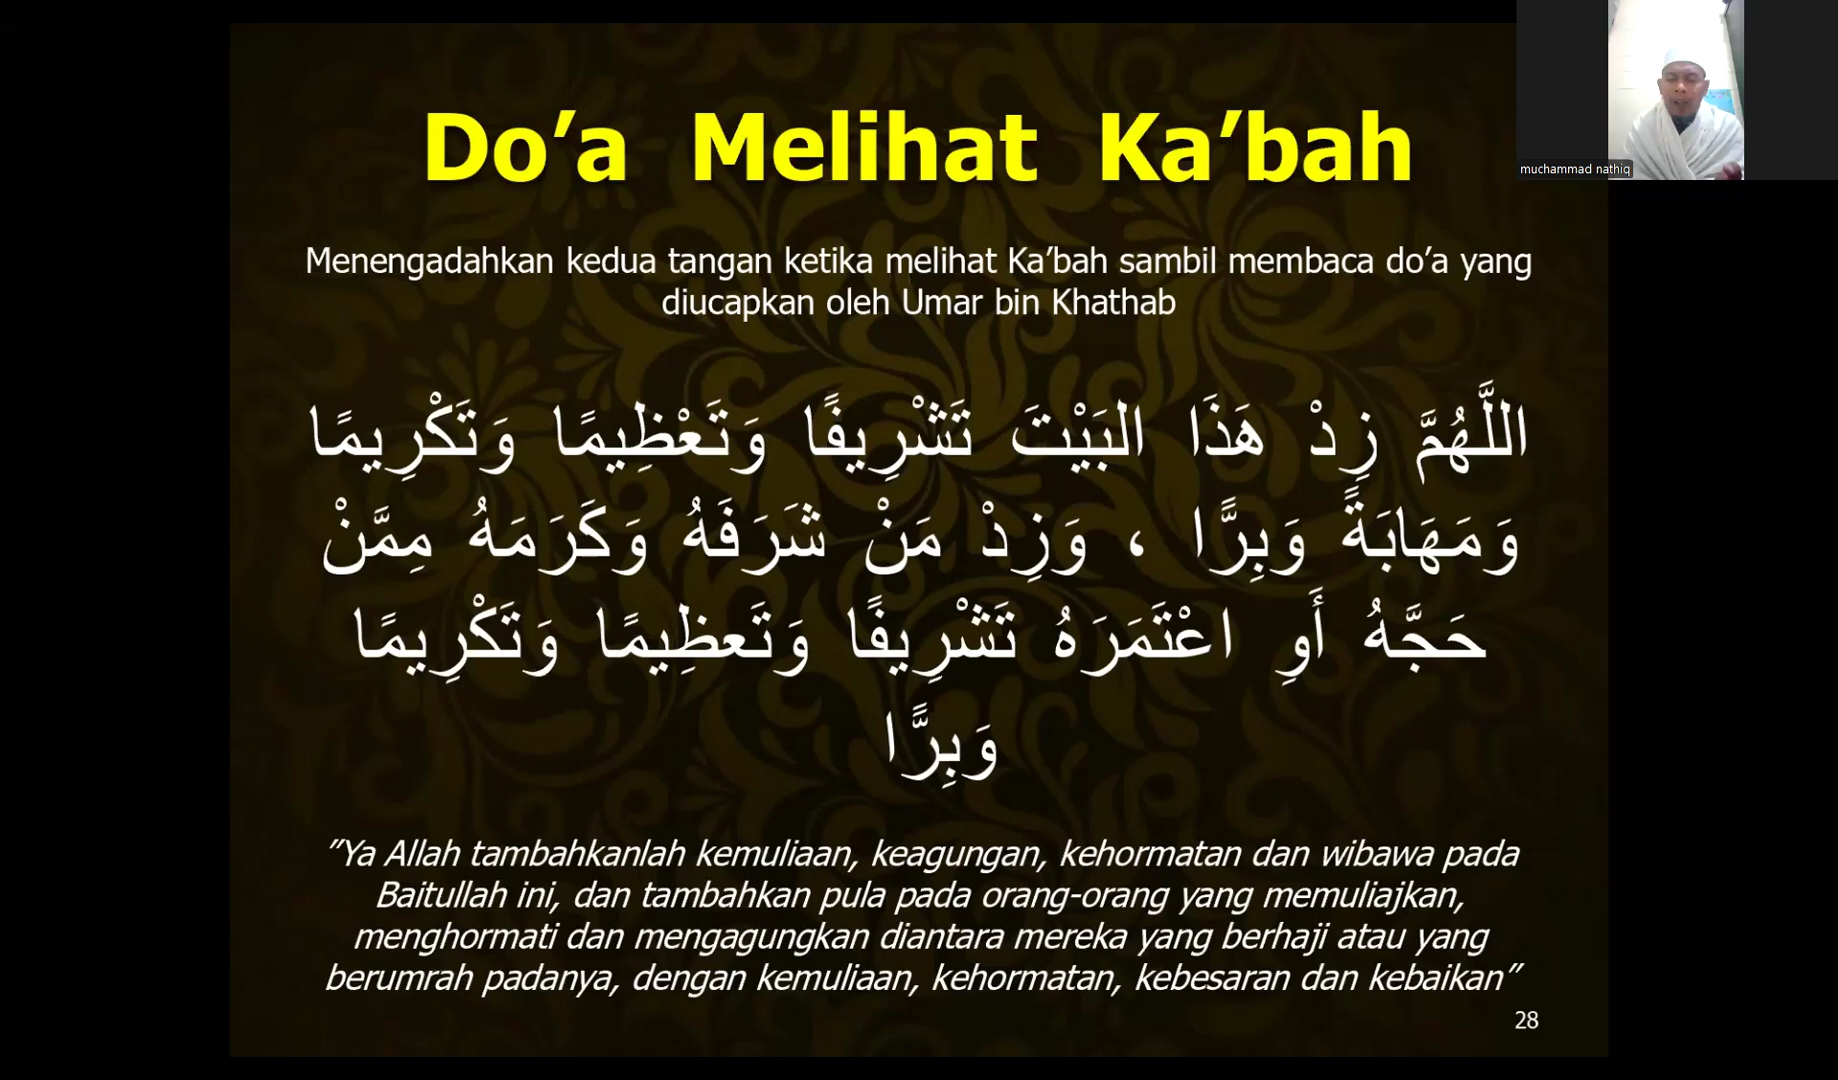 Do’a Melihat Ka’bah
muchammad nathiq
Menengadahkan kedua tangan ketika melihat Ka’bah sambil membaca do’a yang
diucapkan oleh Umar bin Khathab
اللَّهُمَّ زِدْ هَذَا البَيْتَ تَشْرِيفًا وَتَعْظِيمًا وَتَكْرِيمًا
وَمَهَابَةً وَبِرًّا ، وَزِدْ مَنْ شَرَفَهُ وَكَرَمَهُ مِمَّنْ
حَجَّهُ أَوِ اعْتَمَرَهُ تَشْرِيفًا وَتَعظِيمًا وَتَكْرِيمًا
وَبِرًّا
”Ya Allah tambahkanlah kemuliaan, keagungan, kehormatan dan wibawa pada
Baitullah ini, dan tambahkan pula pada orang-orang yang memuliajkan,
menghormati dan mengagungkan diantara mereka yang berhaji atau yang
berumrah padanya, dengan kemuliaan, kehormatan, kebesaran dan kebaikan”
28